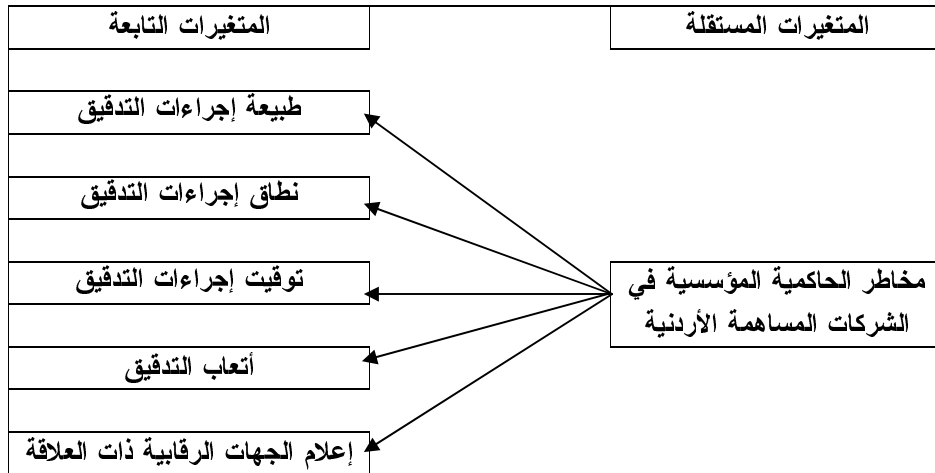 المتغيرات المستقلة
المتغيرات التابعة
طبيعة إجراءات التدقيق
نطاق إجراءات التدقيق
مخاطر الحاكمية المؤسسية في
الشركات المساهمة الأردنية
توقيت إجراءات التدقيق
أتعاب التدقيق
إعلام الجهات الرقابية ذات العلاقة